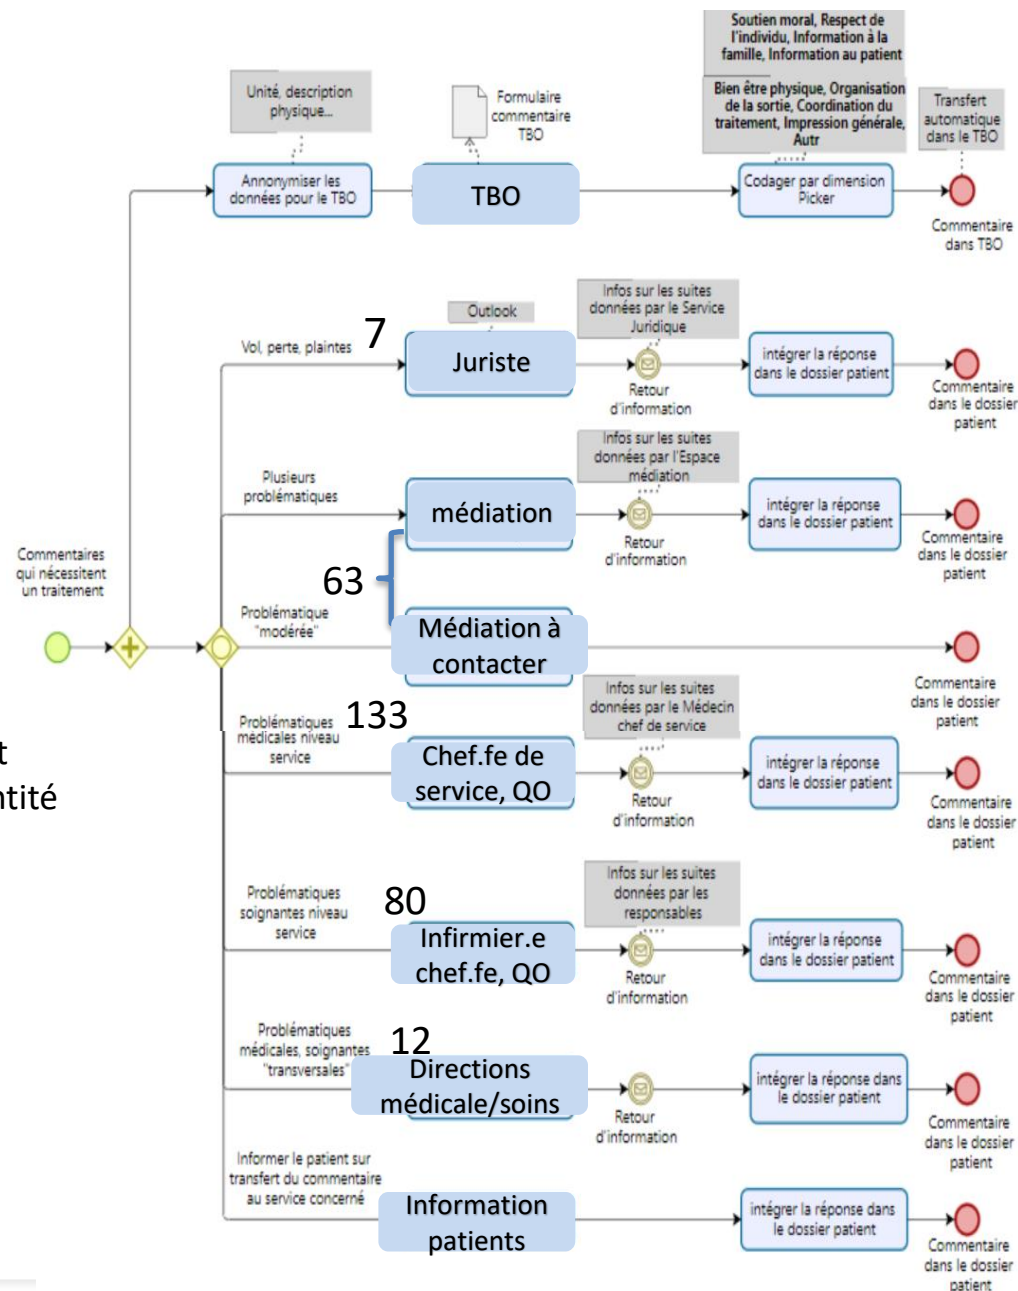 Soutien moral, Respect de
l'individu, Information à la
famille, Information au patient
Bien être physique, Organisation
de la sortie, Coordination du
traitement, Impression générale,
Autr
Unité, description
physique...
Formulaire
commentaire
TBO
Transfert
automatique
dans le TBO
Annonymiser les
données pour le TBO
TBO
Codager par dimension
Picker
Commentaire
dans TBO
Vol, perte, plaintes
7
Outlook
Juriste
Infos sur les suites
données par le Service
Juridique
Retour
d'information
intégrer la réponse
dans le dossier patient
Commentaire
dans le dossier
patient
Plusieurs
problématiques
médiation
Infos sur les suites
données par l'Espace
médiation
Retour
d'information
intégrer la réponse
dans le dossier patient
Commentaire
dans le dossier
patient
Commentaires
qui nécessitent
un traitement
63
Problématique
"modérée"
Médiation à
contacter
Commentaire
dans le dossier
patient
Problématiques
médicales niveau
service
133
Chef.fe de
service, QO
Infos sur les suites
données par le Médecin
chef de service
Retour
d'information
intégrer la réponse
dans le dossier patient
Commentaire
dans le dossier
patient
t
ntité
Problématiques
soignantes niveau
service
80
Infirmier.e
chef.fe, QO
Infos sur les suites
données par les
responsables
Retour
d'information
intégrer la réponse
dans le dossier patient
Commentaire
dans le dossier
patient
Problématiques
médicales, soignantes
"transversales"
12
Directions
médicale/soins
Retour
d'information
intégrer la réponse dans
le dossier patient
Commentaire
dans le dossier
patient
Informer le patient sur
transfert du commentaire
au service concerné
Information
patients
intégrer la réponse dans
le dossier patient
Commentaire
dans le dossier
patient